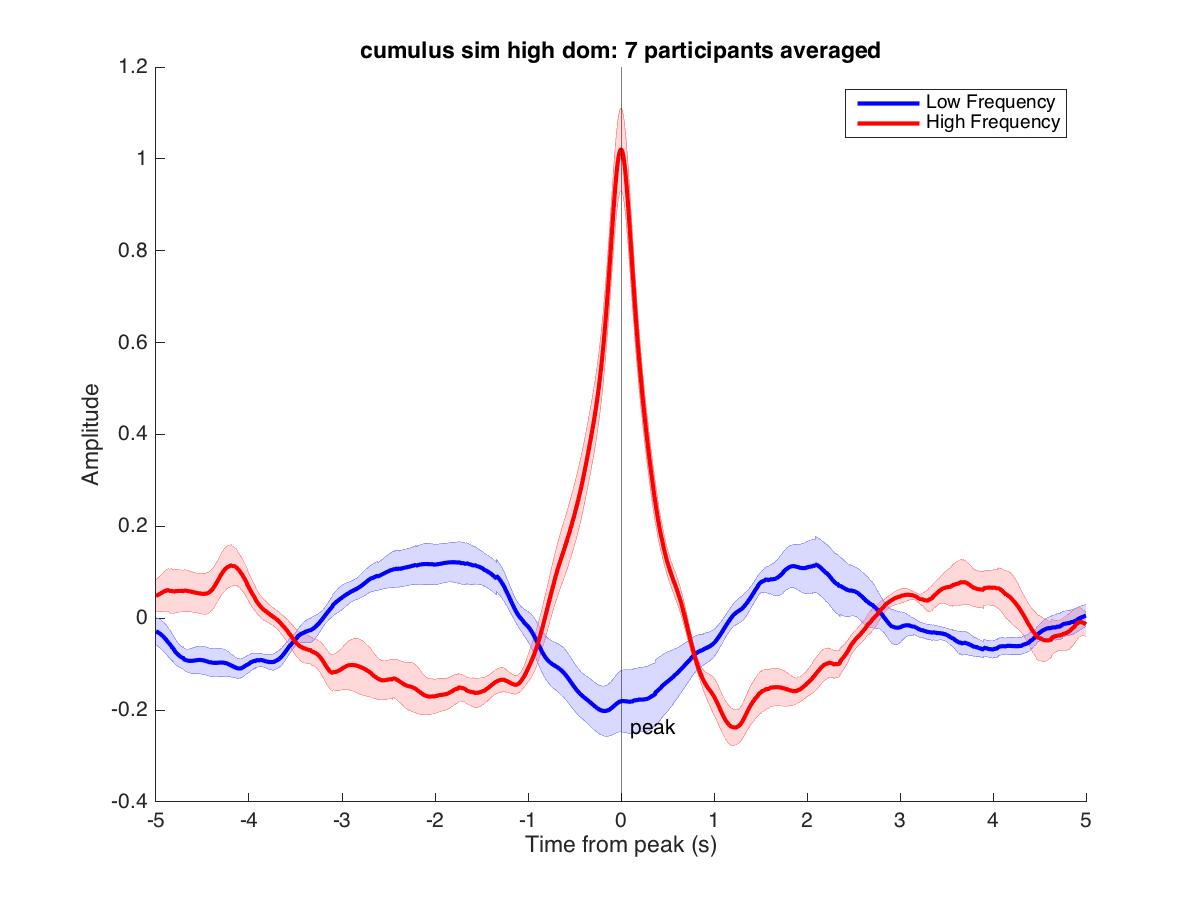 cumulus sim high dom: 7 participants averaged
1.2
1
0.8
0.6
0.4
0.2
0
-0.2
-0.4
Amplitude
Low Frequency
High Frequency
peak
-5 -4 -3 -2 -1 0 1 2 3 4 5
Time from peak (s)